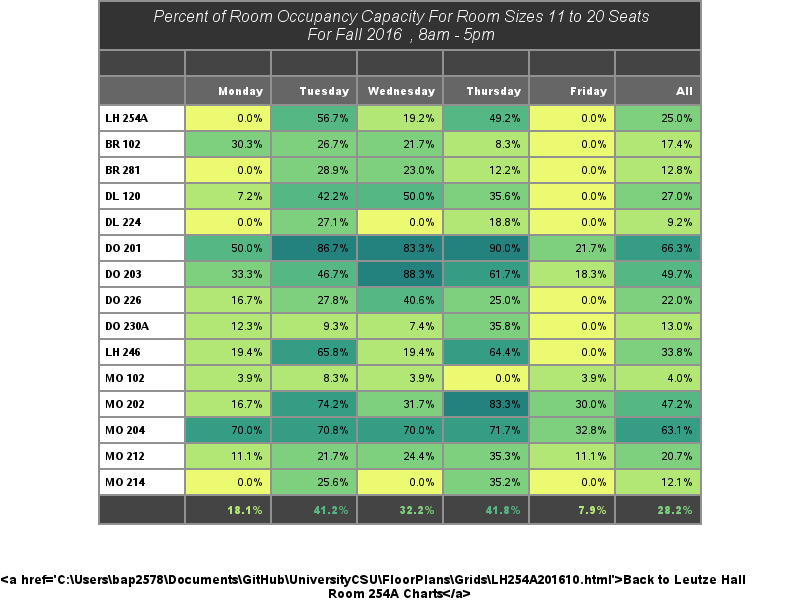 Percent of Room Occupancy Capacity For Room Sizes 11 to 20 Seats
For Fall 2016 , 8am - 5pm
Monday Tuesday Wednesday Thursday Friday All
LH 254A 0.0% 56.7% 19.2% 49.2% 0.0% 25.0%
BR 102 30.3% 26.7% 21.7% 8.3% 0.0% 17.4%
BR 281 0.0% 28.9% 23.0% 12.2% 0.0% 12.8%
DL 120 7.2% 42.2% 50.0% 35.6% 0.0% 27.0%
DL 224 0.0% 27.1% 0.0% 18.8% 0.0% 9.2%
DO 201 50.0% 86.7% 83.3% 90.0% 21.7% 66.3%
DO 203 33.3% 46.7% 88.3% 61.7% 18.3% 49.7%
DO 226 16.7% 27.8% 40.6% 25.0% 0.0% 22.0%
DO 230A 12.3% 9.3% 7.4% 35.8% 0.0% 13.0%
LH 246 19.4% 65.8% 19.4% 64.4% 0.0% 33.8%
MO 102 3.9% 8.3% 3.9% 0.0% 3.9% 4.0%
MO 202 16.7% 74.2% 31.7% 83.3% 30.0% 47.2%
MO 204 70.0% 70.8% 70.0% 71.7% 32.8% 63.1%
MO 212 11.1% 21.7% 24.4% 35.3% 11.1% 20.7%
MO 214 0.0% 25.6% 0.0% 35.2% 0.0% 12.1%
18.1% 41.2% 32.2% 41.8% 7.9% 28.2%
<a href='C:\Users\bap2578\Documents\GitHub\UniversityCSU\FloorPlans\Grids\LH254A201610.html'>Back to Leutze Hall
Room 254A Charts</a>